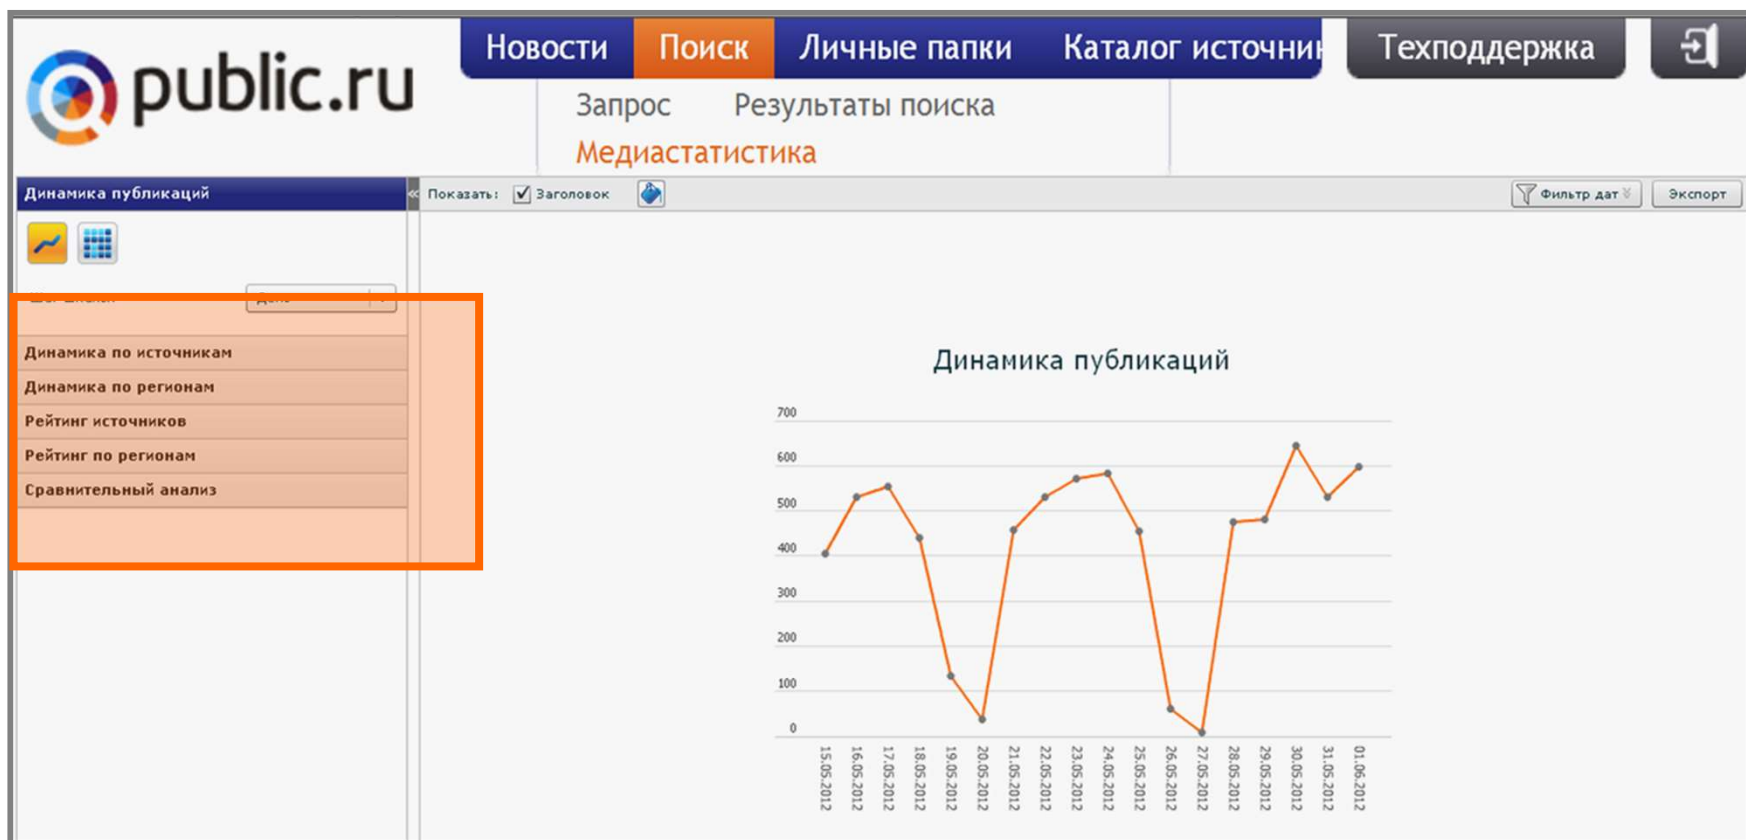 public.ru
Новости Поиск Личные папки Каталог источник Техподдержка
Запрос Результаты поиска
Медиастатистика
Динамика публикаций
« Показать: Заголовок Фильтр дат Экспорт
Динамика по источникам
Динамика по регионам
Рейтинг источников
Рейтинг по регионам
Сравнительный анализ
Динамика публикаций
700
600
500
400
300
200
100
0
15.05.2012
16.05.2012
17.05.2012
18.05.2012
19.05.2012
20.05.2012
21.05.2012
22.05.2012
23.05.2012
24.05.2012
25.05.2012
26.05.2012
27.05.2012
28.05.2012
29.05.2012
30.05.2012
31.05.2012
01.06.2012